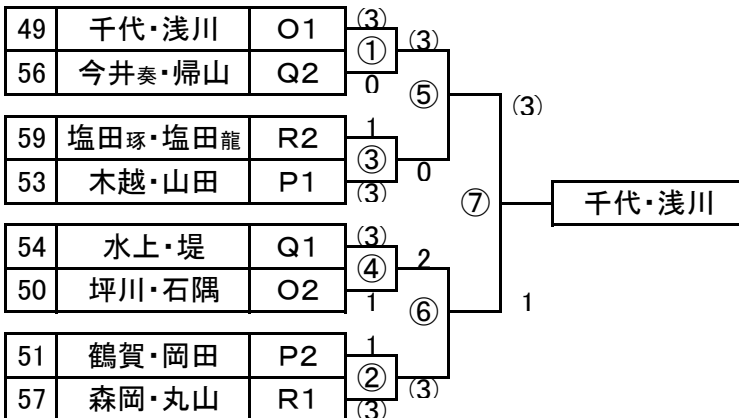 49 千代・浅川 O1 (3)
① (3)
56 今井奏・帰山 Q2 0
⑤ (3)
59 塩田琢・塩田龍 R2 1
③ 0
53 木越・山田 P1 (3)
⑦ 千代・浅川
54 水上・堤 Q1 (3)
④ 2
50 坪川・石隅 O2 1
⑥ 1
51 鶴賀・岡田 P2 1
② (3)
57 森岡・丸山 R1 (3)